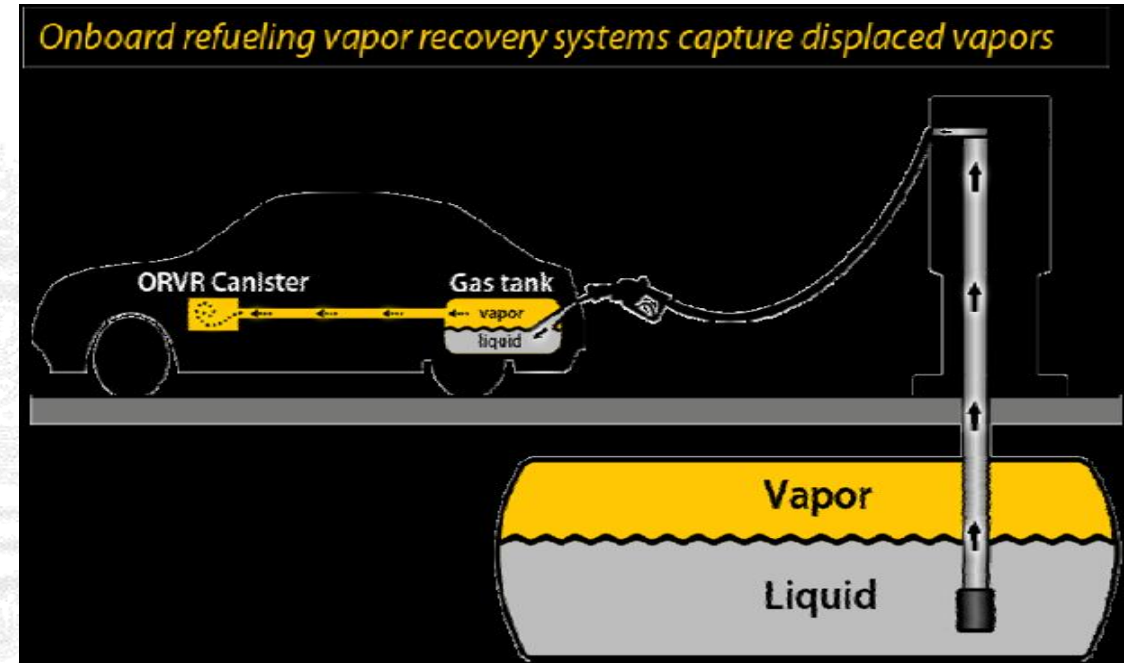 Onboard refueling vapor recovery systems capture displaced vapors
ORVR Canister
Gas tank
vapor
liquid
Vapor
Liquid